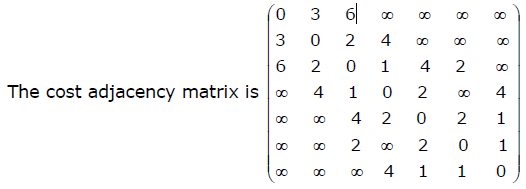 0 3 6 ∞ ∞ ∞ ∞
3 0 2 4 ∞ ∞ ∞
6 2 0 1 4 2 ∞
The cost adjacency matrix is ∞ 4 1 0 2 ∞ 4
∞ ∞ 4 2 0 2 1
∞ ∞ 2 ∞ 2 0 1
∞ ∞ ∞ 4 1 1 0